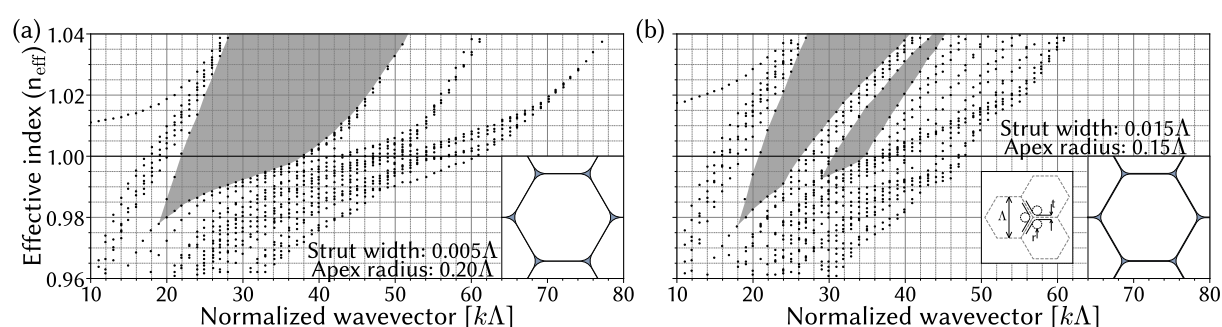 (a)
Effective index (neff)
1.04
1.02
1.00
0.98
0.96
Strut width: 0.005Λ
Apex radius: 0.20Λ
10 20 30 40 50 60 70 80
Normalized wavevector [kΛ]
(b)
Strut width: 0.015Λ
Apex radius: 0.15Λ
Λ
10 20 30 40 50 60 70 80
Normalized wavevector [kΛ]